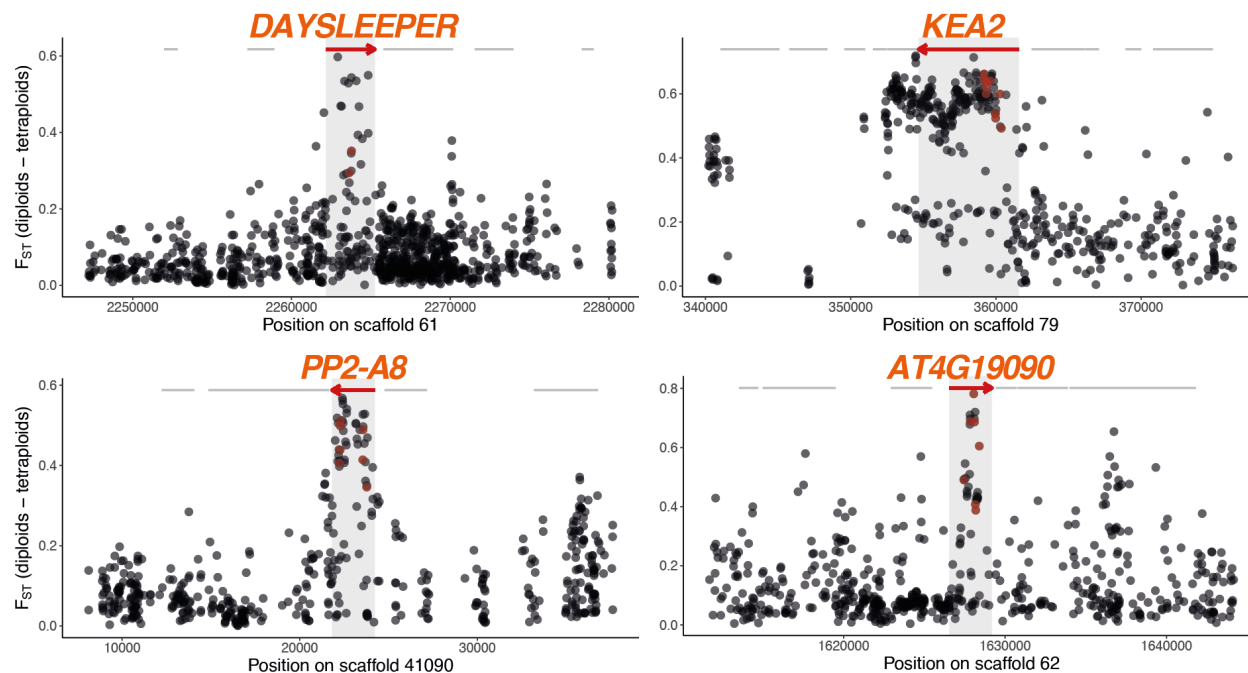 DAYSLEEPER
F_ST (diploids – tetraploids)
0.6
0.4
0.2
0.0
2250000 2260000 2270000 2280000
Position on scaffold 61
KEA2
0.6
0.4
0.2
0.0
340000 350000 360000 370000
Position on scaffold 79
PP2-A8
F_ST (diploids – tetraploids)
0.6
0.4
0.2
0.0
10000 20000 30000
Position on scaffold 41090
AT4G19090
0.8
0.6
0.4
0.2
0.0
1620000 1630000 1640000
Position on scaffold 62